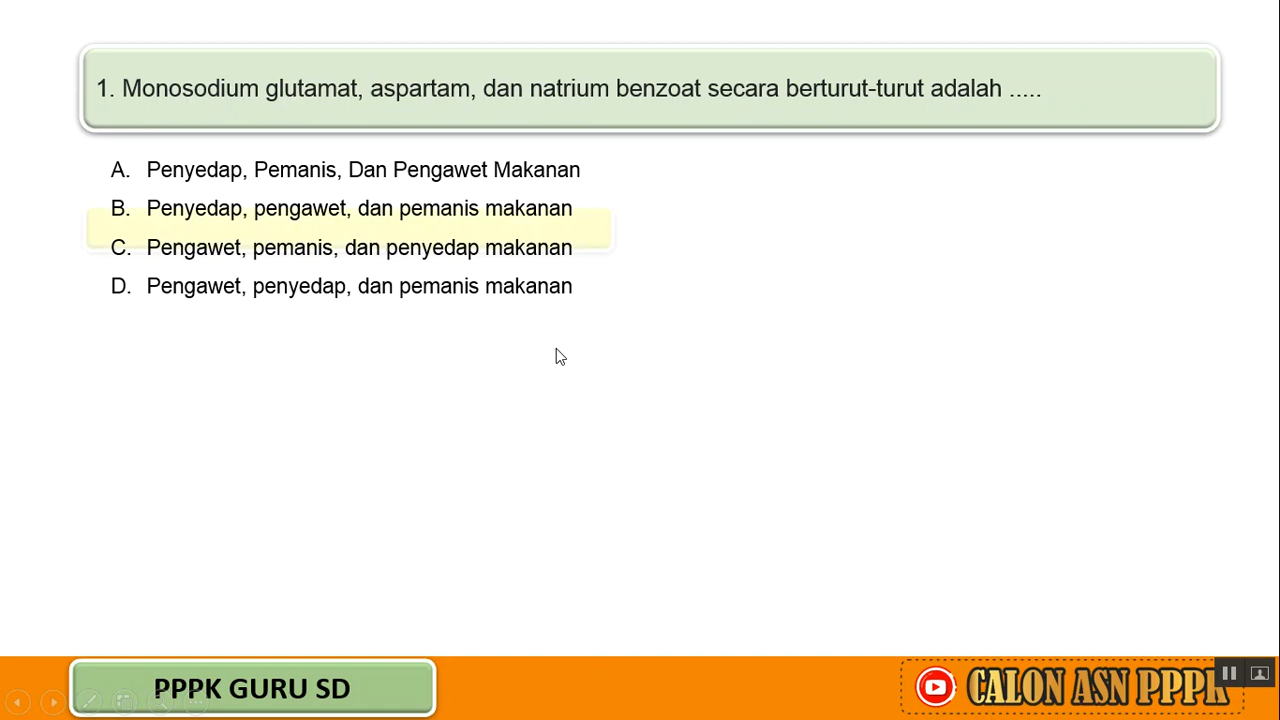 1. Monosodium glutamat, aspartam, dan natrium benzoat secara berturut-turut adalah .....
A. Penyedap, Pemanis, Dan Pengawet Makanan
B. Penyedap, pengawet, dan pemanis makanan
C. Pengawet, pemanis, dan penyedap makanan
D. Pengawet, penyedap, dan pemanis makanan
PPPK GURU SD
CALON ASN PPPK